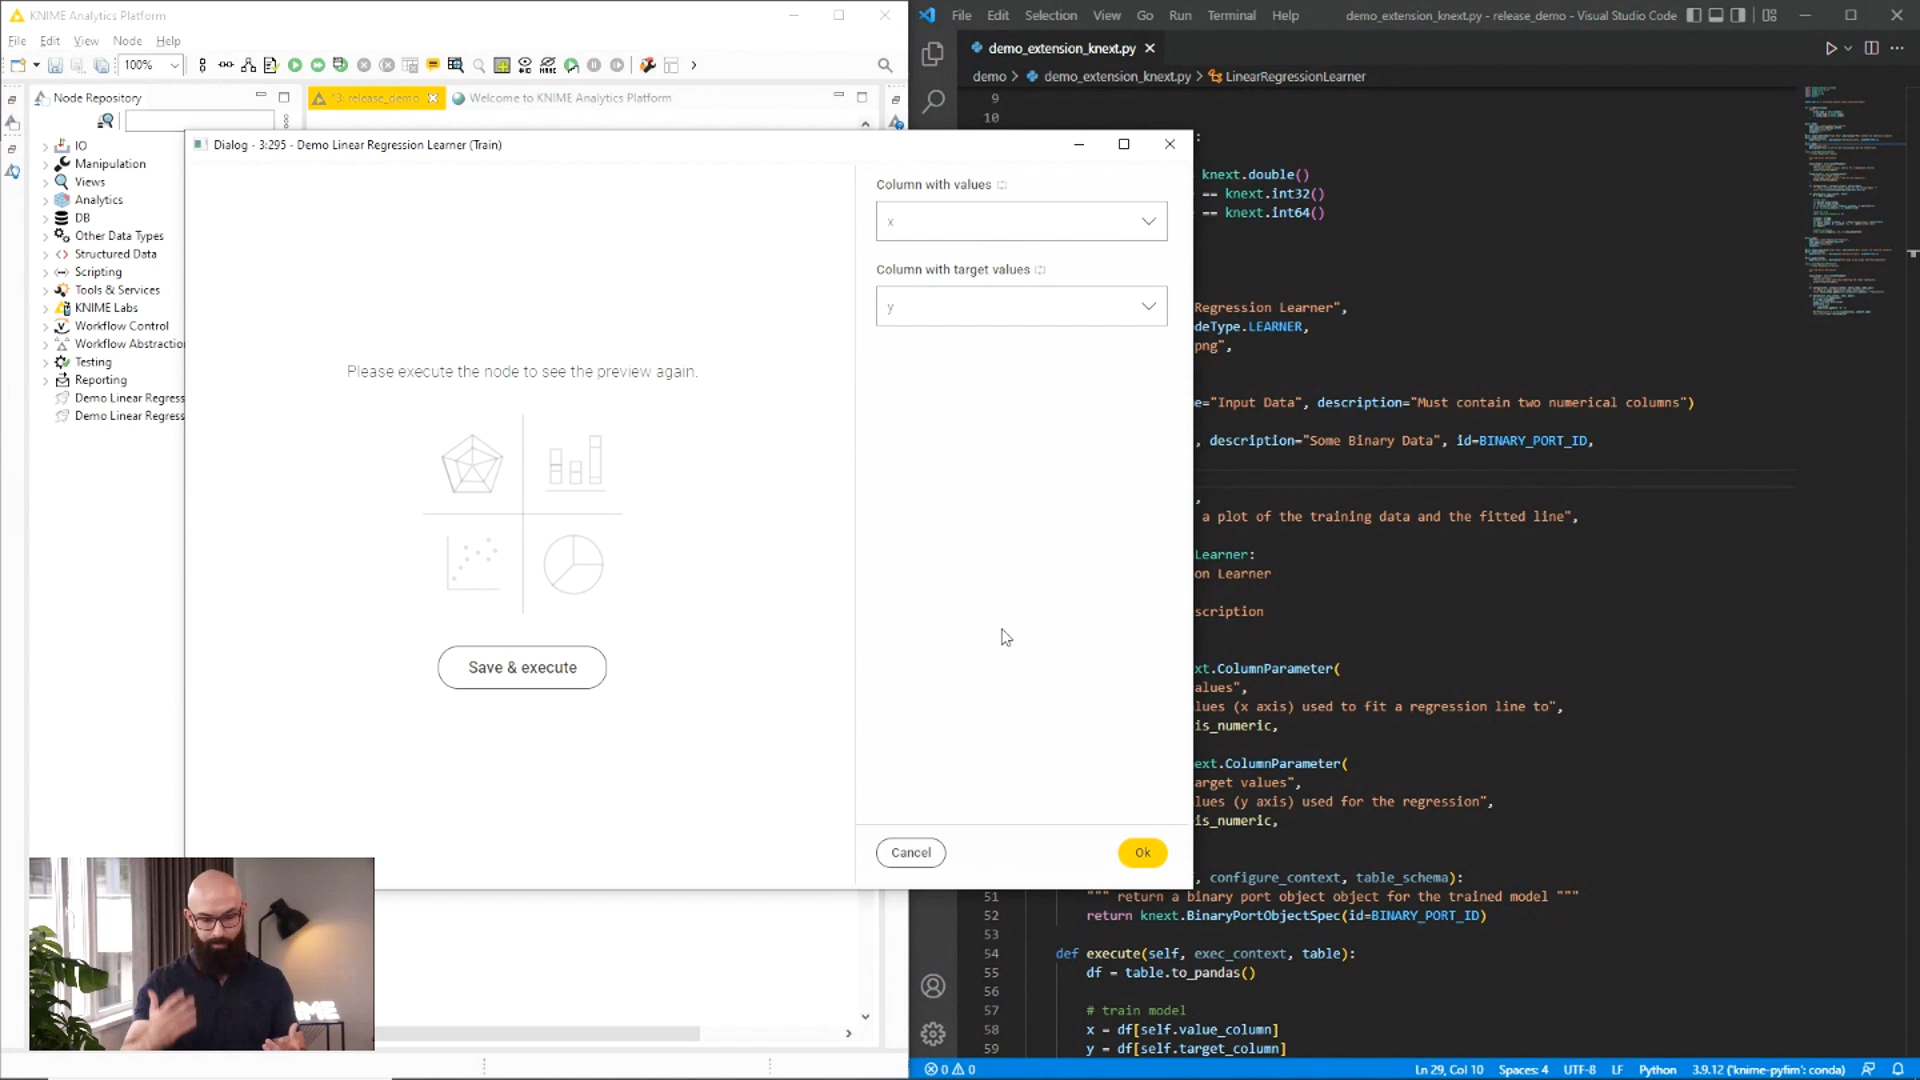 KNIME Analytics Platform
File Edit View Node Help
100%
Node Repository
*3: release_demo
Welcome to KNIME Analytics Platform
IO
Manipulation
Views
Analytics
DB
Other Data Types
Structured Data
Scripting
Tools & Services
KNIME Labs
Workflow Control
Workflow Abstractio
Testing
Reporting
Demo Linear Regress
Demo Linear Regress
Dialog - 3:295 - Demo Linear Regression Learner (Train)
Please execute the node to see the preview again.
Save & execute
Column with values
x
Column with target values
y
Cancel
Ok
File Edit Selection View Go Run Terminal Help
demo_extension_knext.py - release_demo - Visual Studio Code
demo_extension_knext.py
demo > demo_extension_knext.py > LinearRegressionLearner
9
10
:
knext.double()
== knext.int32()
== knext.int64()
Regression Learner",
deType.LEARNER,
png",
e="Input Data", description="Must contain two numerical columns")
, description="Some Binary Data", id=BINARY_PORT_ID,
,
a plot of the training data and the fitted line",
Learner:
on Learner
scription
xt.ColumnParameter(
alues",
lues (x axis) used to fit a regression line to",
is_numeric,
ext.ColumnParameter(
arget values",
lues (y axis) used for the regression",
is_numeric,
, configure_context, table_schema):
51 """ return a binary port object object for the trained model """
52 return knext.BinaryPortObjectSpec(id=BINARY_PORT_ID)
53
54 def execute(self, exec_context, table):
55 df = table.to_pandas()
56
57 # train model
58 x = df[self.value_column]
59 y = df[self.target_column]
0 0
Ln 29, Col 10 Spaces: 4 UTF-8 LF Python 3.9.12 ('knime-pyfim': conda)